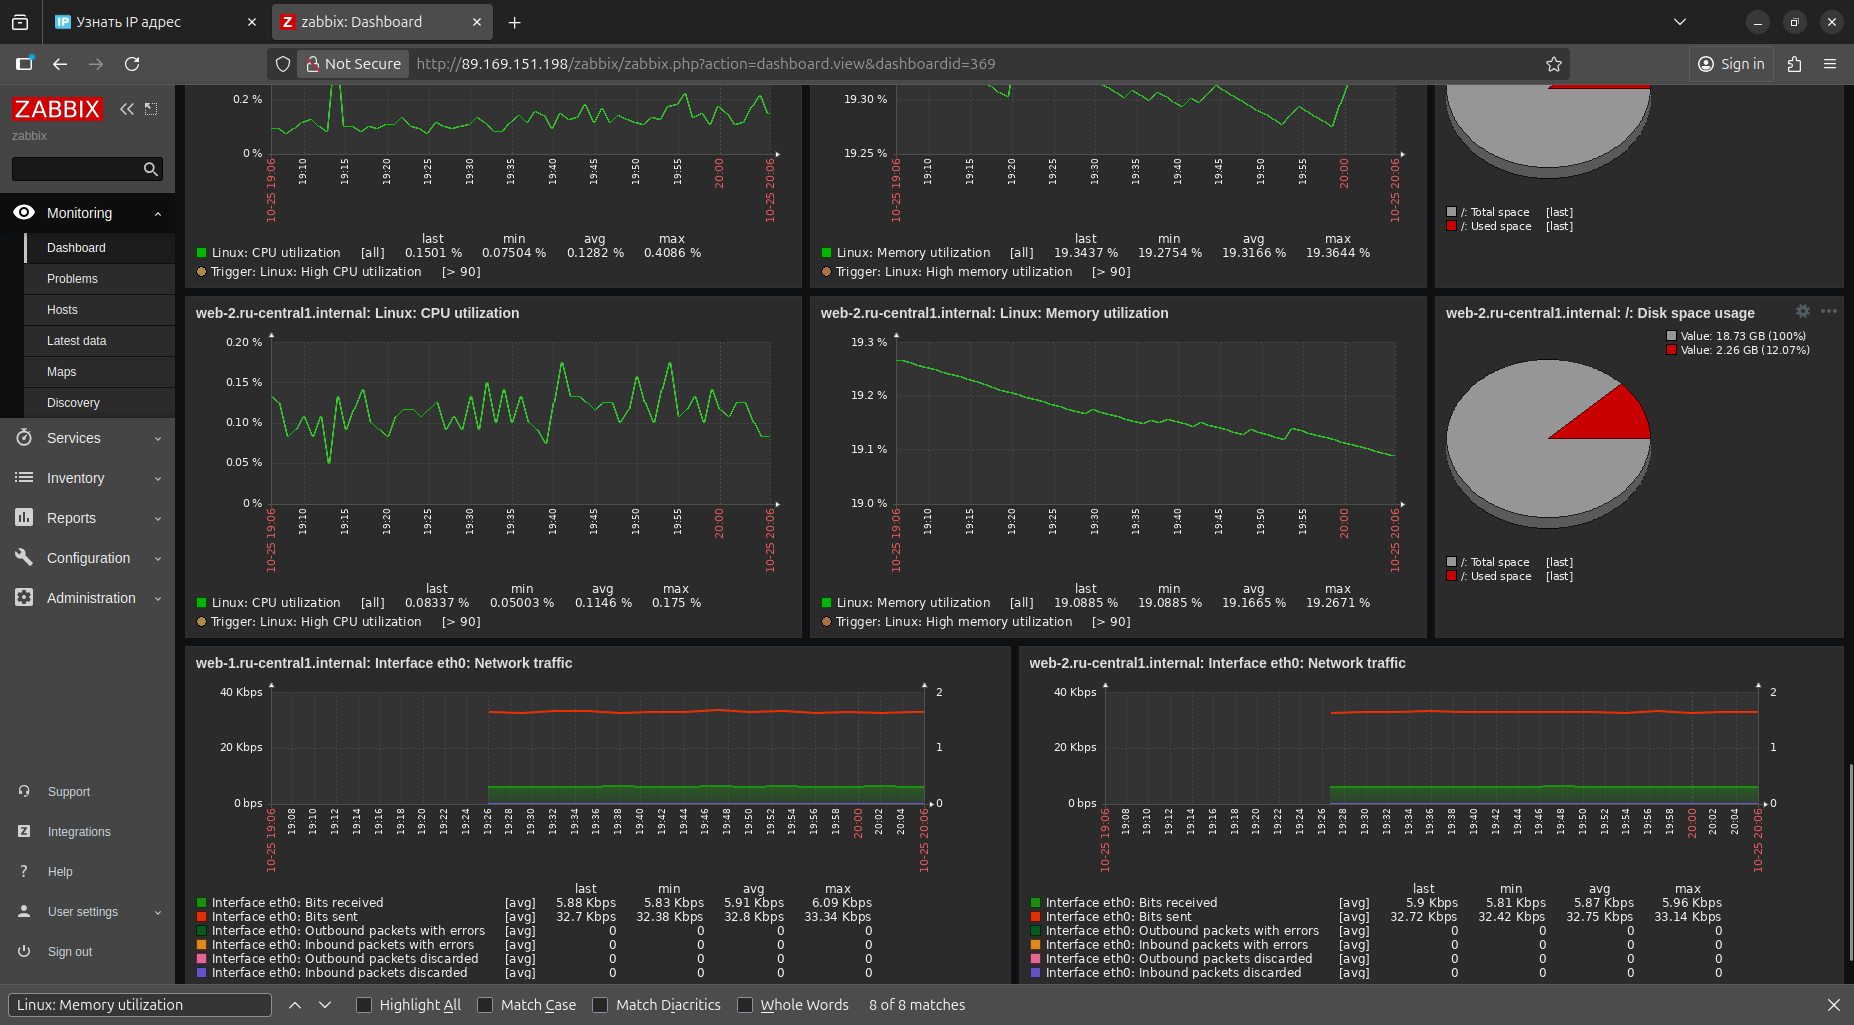 Узнать IP адрес
zabbix: Dashboard
Not Secure
http://89.169.151.198/zabbix/zabbix.php?action=dashboard.view&dashboardid=369
Sign in
ZABBIX
zabbix
Monitoring
Dashboard
Problems
Hosts
Latest data
Maps
Discovery
Services
Inventory
Reports
Configuration
Administration
Support
Integrations
Help
User settings
Sign out
0.2 %
0 %
10-25 19:06 19:10 19:15 19:20 19:25 19:30 19:35 19:40 19:45 19:50 19:55 20:00 10-25 20:06
last min avg max
Linux: CPU utilization [all] 0.1501 % 0.07504 % 0.1282 % 0.4086 %
Trigger: Linux: High CPU utilization [> 90]
19.30 %
19.25 %
10-25 19:06 19:10 19:15 19:20 19:25 19:30 19:35 19:40 19:45 19:50 19:55 20:00 10-25 20:06
last min avg max
Linux: Memory utilization [all] 19.3437 % 19.2754 % 19.3166 % 19.3644 %
Trigger: Linux: High memory utilization [> 90]
/: Total space [last]
/: Used space [last]
web-2.ru-central1.internal: Linux: CPU utilization
0.20 %
0.15 %
0.10 %
0.05 %
0 %
10-25 19:06 19:10 19:15 19:20 19:25 19:30 19:35 19:40 19:45 19:50 19:55 20:00 10-25 20:06
last min avg max
Linux: CPU utilization [all] 0.08337 % 0.05003 % 0.1146 % 0.175 %
Trigger: Linux: High CPU utilization [> 90]
web-2.ru-central1.internal: Linux: Memory utilization
19.3 %
19.2 %
19.1 %
19.0 %
10-25 19:06 19:10 19:15 19:20 19:25 19:30 19:35 19:40 19:45 19:50 19:55 20:00 10-25 20:06
last min avg max
Linux: Memory utilization [all] 19.0885 % 19.0885 % 19.1665 % 19.2671 %
Trigger: Linux: High memory utilization [> 90]
web-2.ru-central1.internal: /: Disk space usage
Value: 18.73 GB (100%)
Value: 2.26 GB (12.07%)
/: Total space [last]
/: Used space [last]
web-1.ru-central1.internal: Interface eth0: Network traffic
40 Kbps 2
20 Kbps 1
0 bps 0
10-25 19:06 19:08 19:10 19:12 19:14 19:16 19:18 19:20 19:22 19:24 19:26 19:28 19:30 19:32 19:34 19:36 19:38 19:40 19:42 19:44 19:46 19:48 19:50 19:52 19:54 19:56 19:58 20:00 20:02 20:04 10-25 20:06
last min avg max
Interface eth0: Bits received [avg] 5.88 Kbps 5.83 Kbps 5.91 Kbps 6.09 Kbps
Interface eth0: Bits sent [avg] 32.7 Kbps 32.38 Kbps 32.8 Kbps 33.34 Kbps
Interface eth0: Outbound packets with errors [avg] 0 0 0 0
Interface eth0: Inbound packets with errors [avg] 0 0 0 0
Interface eth0: Outbound packets discarded [avg] 0 0 0 0
Interface eth0: Inbound packets discarded [avg] 0 0 0 0
web-2.ru-central1.internal: Interface eth0: Network traffic
40 Kbps 2
20 Kbps 1
0 bps 0
10-25 19:06 19:08 19:10 19:12 19:14 19:16 19:18 19:20 19:22 19:24 19:26 19:28 19:30 19:32 19:34 19:36 19:38 19:40 19:42 19:44 19:46 19:48 19:50 19:52 19:54 19:56 19:58 20:00 20:02 20:04 10-25 20:06
last min avg max
Interface eth0: Bits received [avg] 5.9 Kbps 5.81 Kbps 5.87 Kbps 5.96 Kbps
Interface eth0: Bits sent [avg] 32.72 Kbps 32.42 Kbps 32.75 Kbps 33.14 Kbps
Interface eth0: Outbound packets with errors [avg] 0 0 0 0
Interface eth0: Inbound packets with errors [avg] 0 0 0 0
Interface eth0: Outbound packets discarded [avg] 0 0 0 0
Interface eth0: Inbound packets discarded [avg] 0 0 0 0
Linux: Memory utilization
Highlight All
Match Case
Match Diacritics
Whole Words
8 of 8 matches